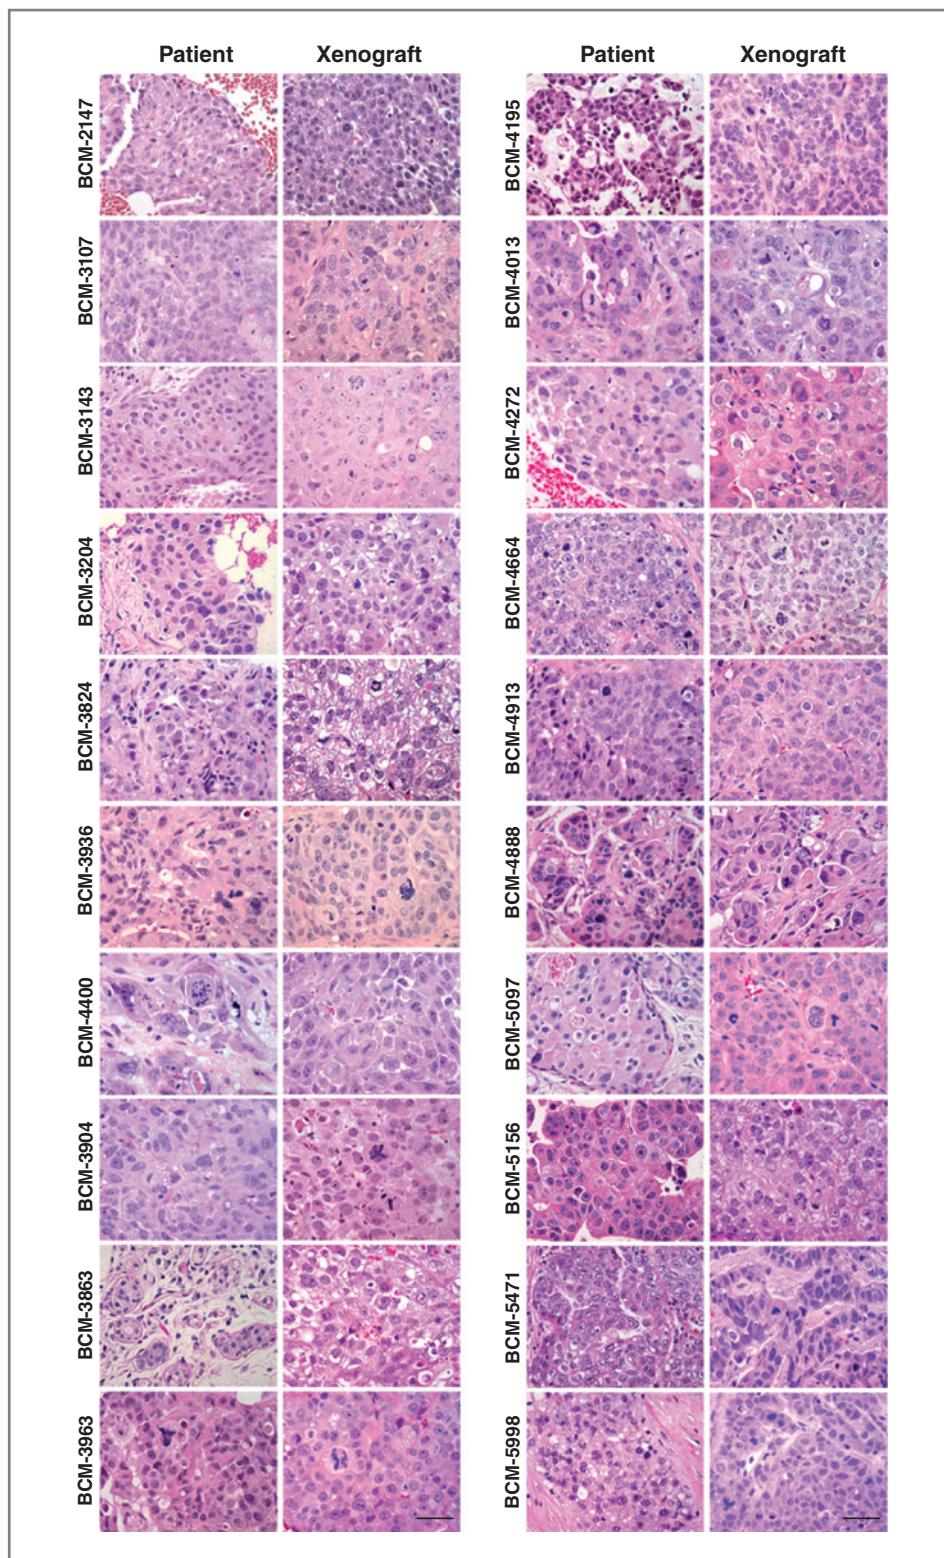 Patient Xenograft Patient Xenograft
BCM-2147 BCM-4195
BCM-3107 BCM-4013
BCM-3143 BCM-4272
BCM-3204 BCM-4664
BCM-3824 BCM-4913
BCM-3936 BCM-4888
BCM-4400 BCM-5097
BCM-3904 BCM-5156
BCM-3863 BCM-5471
BCM-3963 BCM-5998